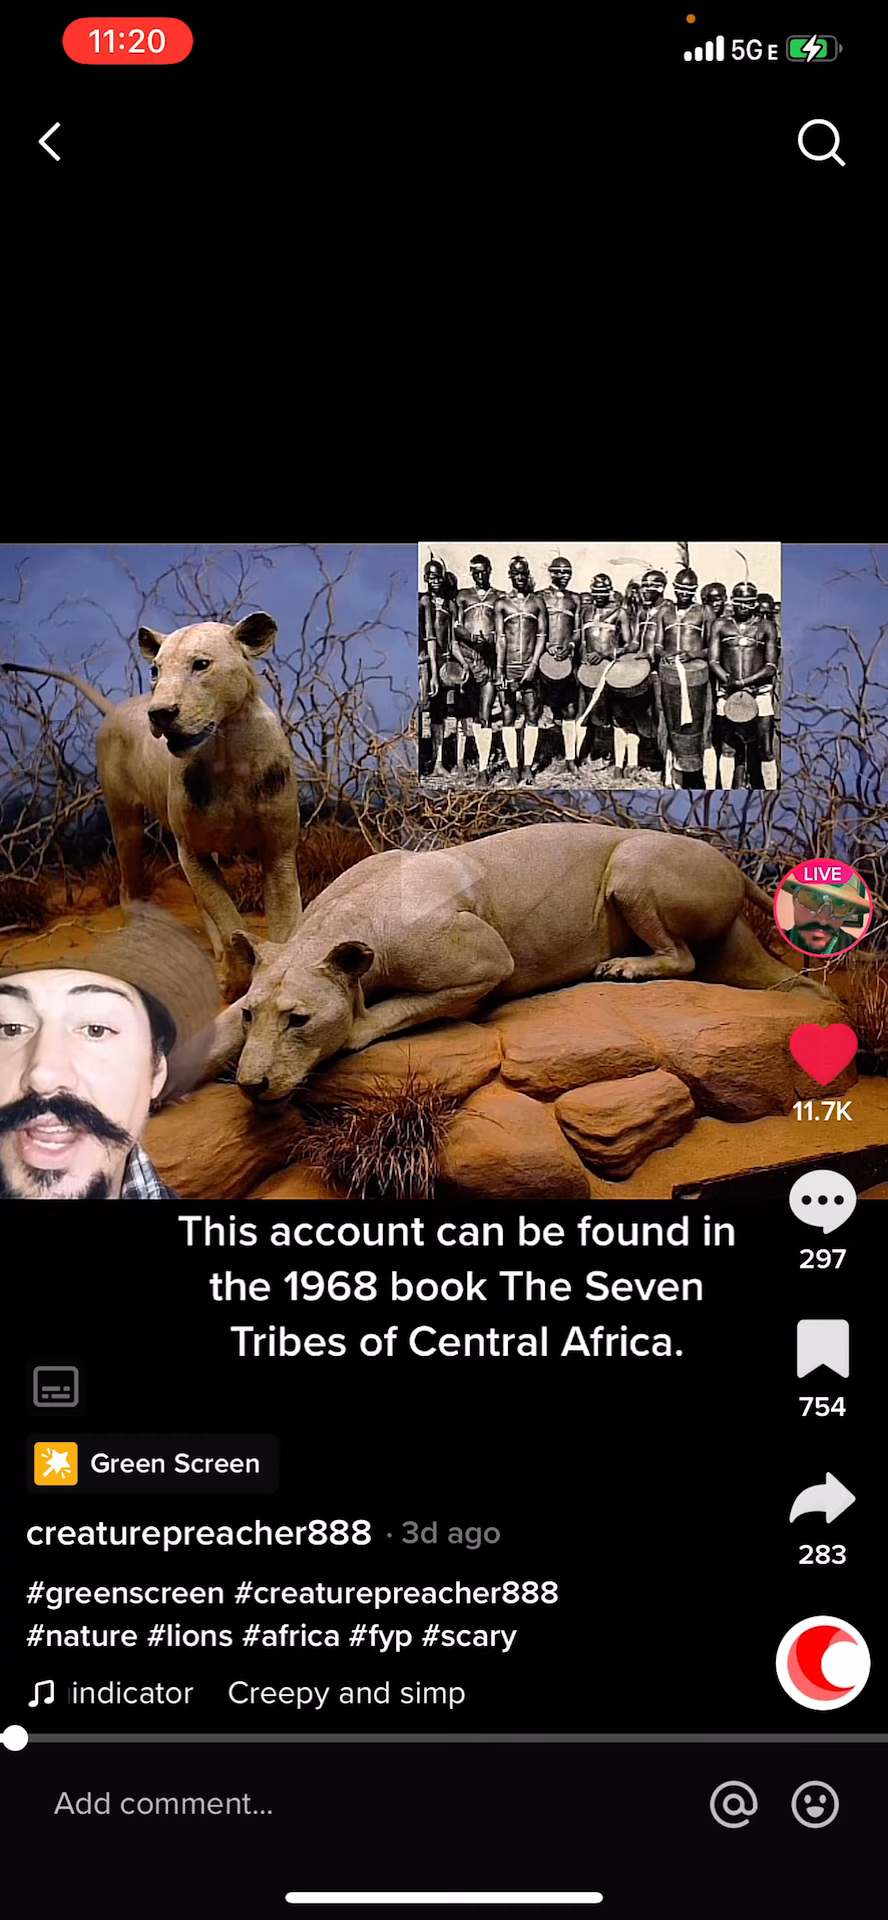 11:20
5G E
LIVE
11.7K
297
This account can be found in
the 1968 book The Seven
Tribes of Central Africa.
754
Green Screen
283
creaturepreacher888 · 3d ago
#greenscreen #creaturepreacher888
#nature #lions #africa #fyp #scary
indicator Creepy and simp
Add comment...